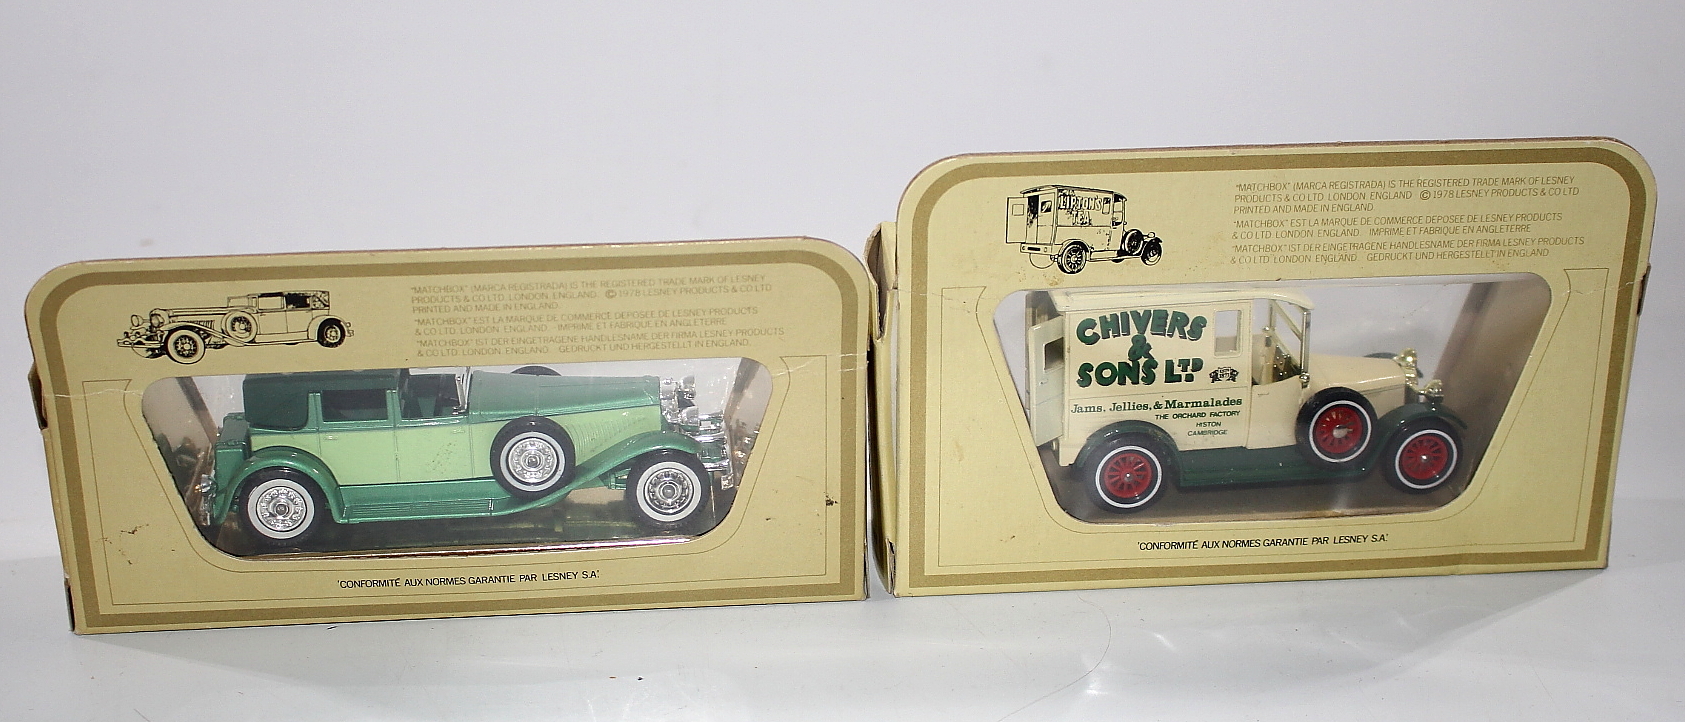 "MATCHBOX" (MARCA REGISTRADA) IS THE REGISTERED TRADE MARK OF LESNEY
PRODUCTS & CO LTD. LONDON. ENGLAND. © 1978 LESNEY PRODUCTS & CO LTD
PRINTED AND MADE IN ENGLAND.
"MATCHBOX" EST LA MARQUE DE COMMERCE DEPOSEE DE LESNEY PRODUCTS
& CO LTD. LONDON. ENGLAND. IMPRIME ET FABRIQUE EN ANGLETERRE
"MATCHBOX" IST DER EINGETRAGENE HANDLESNAME DER FIRMA LESNEY PRODUCTS
& CO LTD. LONDON. ENGLAND. GEDRUCKT UND HERGESTELLT IN ENGLAND.
'CONFORMITÉ AUX NORMES GARANTIE PAR LESNEY S.A.'
LIPTON'S
TEA
"MATCHBOX" (MARCA REGISTRADA) IS THE REGISTERED TRADE MARK OF LESNEY
PRODUCTS & CO LTD. LONDON. ENGLAND. © 1978 LESNEY PRODUCTS & CO LTD
PRINTED AND MADE IN ENGLAND.
"MATCHBOX" EST LA MARQUE DE COMMERCE DEPOSEE DE LESNEY PRODUCTS
& CO LTD. LONDON. ENGLAND. IMPRIME ET FABRIQUE EN ANGLETERRE
"MATCHBOX" IST DER EINGETRAGENE HANDLESNAME DER FIRMA LESNEY PRODUCTS
& CO LTD. LONDON. ENGLAND. GEDRUCKT UND HERGESTELLT IN ENGLAND
CHIVERS
&
SONS LTD
Jams, Jellies, & Marmalades
THE ORCHARD FACTORY
HISTON
CAMBRIDGE
'CONFORMITÉ AUX NORMES GARANTIE PAR LESNEY S.A.'